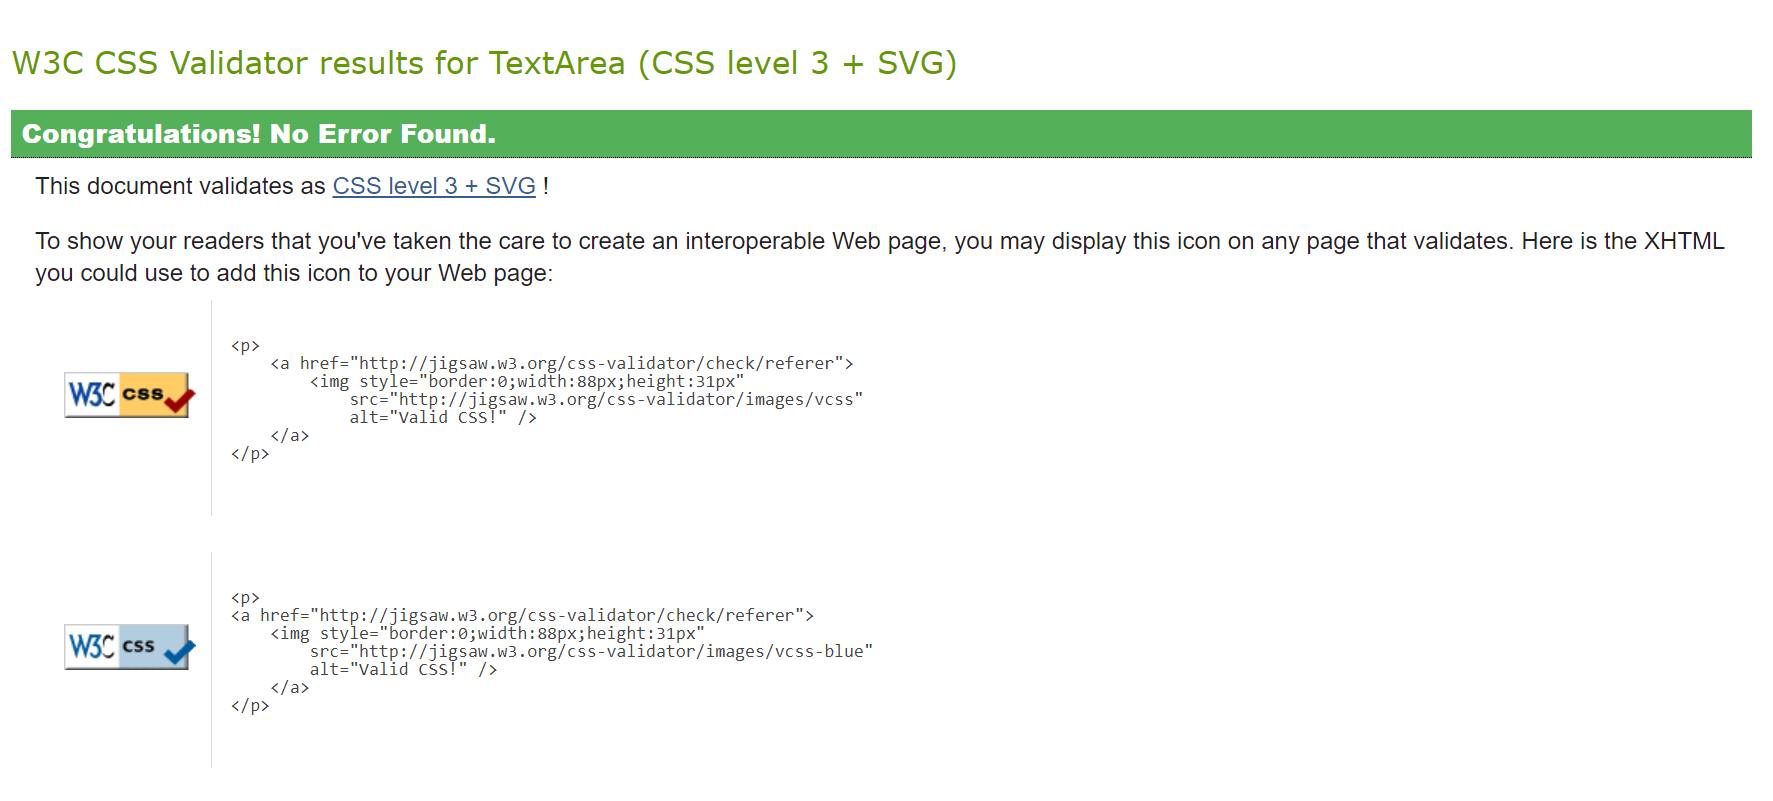 W3C CSS Validator results for TextArea (CSS level 3 + SVG)
Congratulations! No Error Found.
This document validates as CSS level 3 + SVG !
To show your readers that you've taken the care to create an interoperable Web page, you may display this icon on any page that validates. Here is the XHTML
you could use to add this icon to your Web page:
<p>
<a href="http://jigsaw.w3.org/css-validator/check/referer">
<img style="border:0;width:88px;height:31px"
W3C css
src="http://jigsaw.w3.org/css-validator/images/vcss"
alt="Valid CSS!" />
</a>
</p>
<p>
<a href="http://jigsaw.w3.org/css-validator/check/referer">
<img style="border:0;width:88px;height:31px"
W3C css
src="http://jigsaw.w3.org/css-validator/images/vcss-blue"
alt="Valid CSS!" />
</a>
</p>